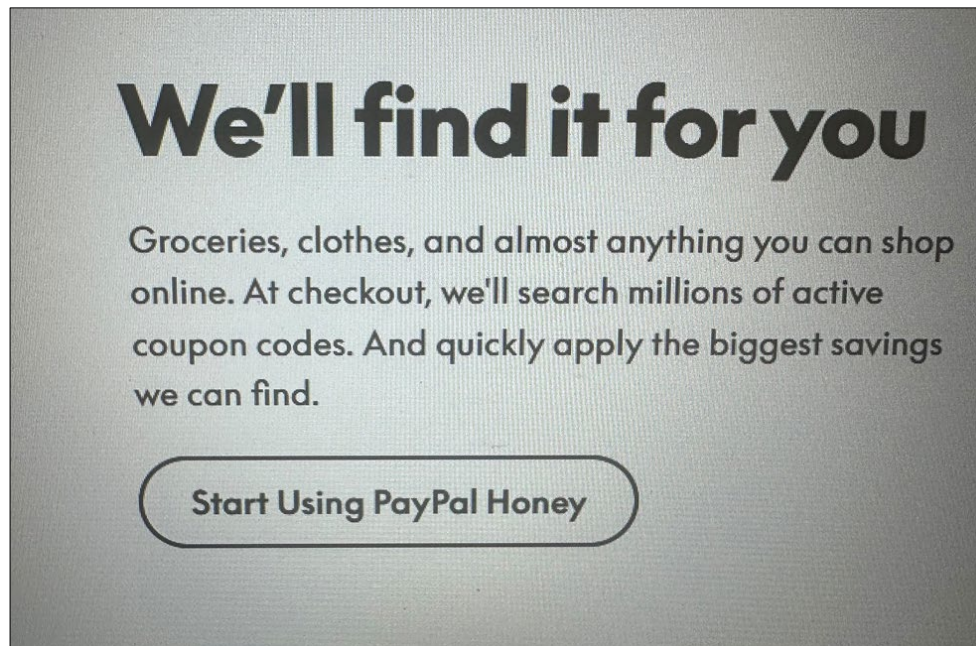 We’ll find it for you
Groceries, clothes, and almost anything you can shop
online. At checkout, we'll search millions of active
coupon codes. And quickly apply the biggest savings
we can find.
Start Using PayPal Honey